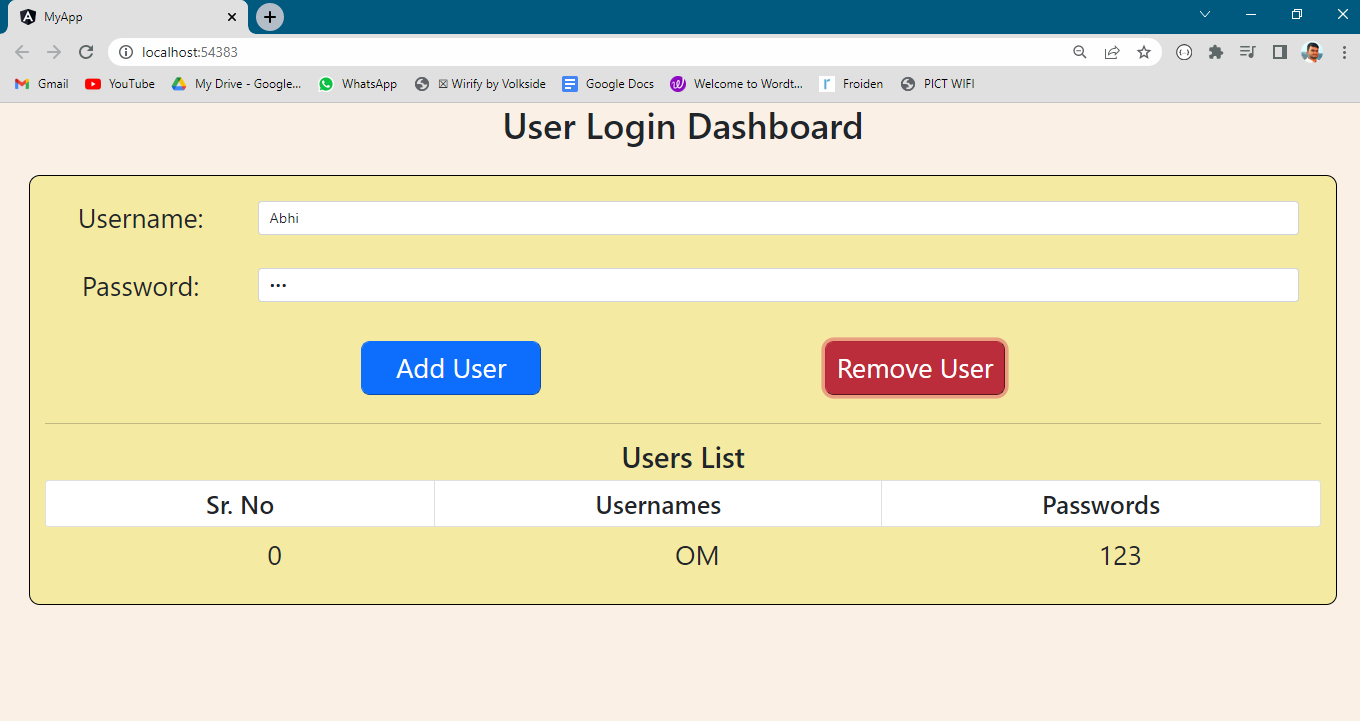 MyApp
localhost:54383
Gmail YouTube My Drive - Google... WhatsApp ☒ Wirify by Volkside Google Docs Welcome to Wordt... Froiden PICT WIFI
User Login Dashboard
Username: Abhi
Password: •••
Add User Remove User
Users List
Sr. No Usernames Passwords
0 OM 123